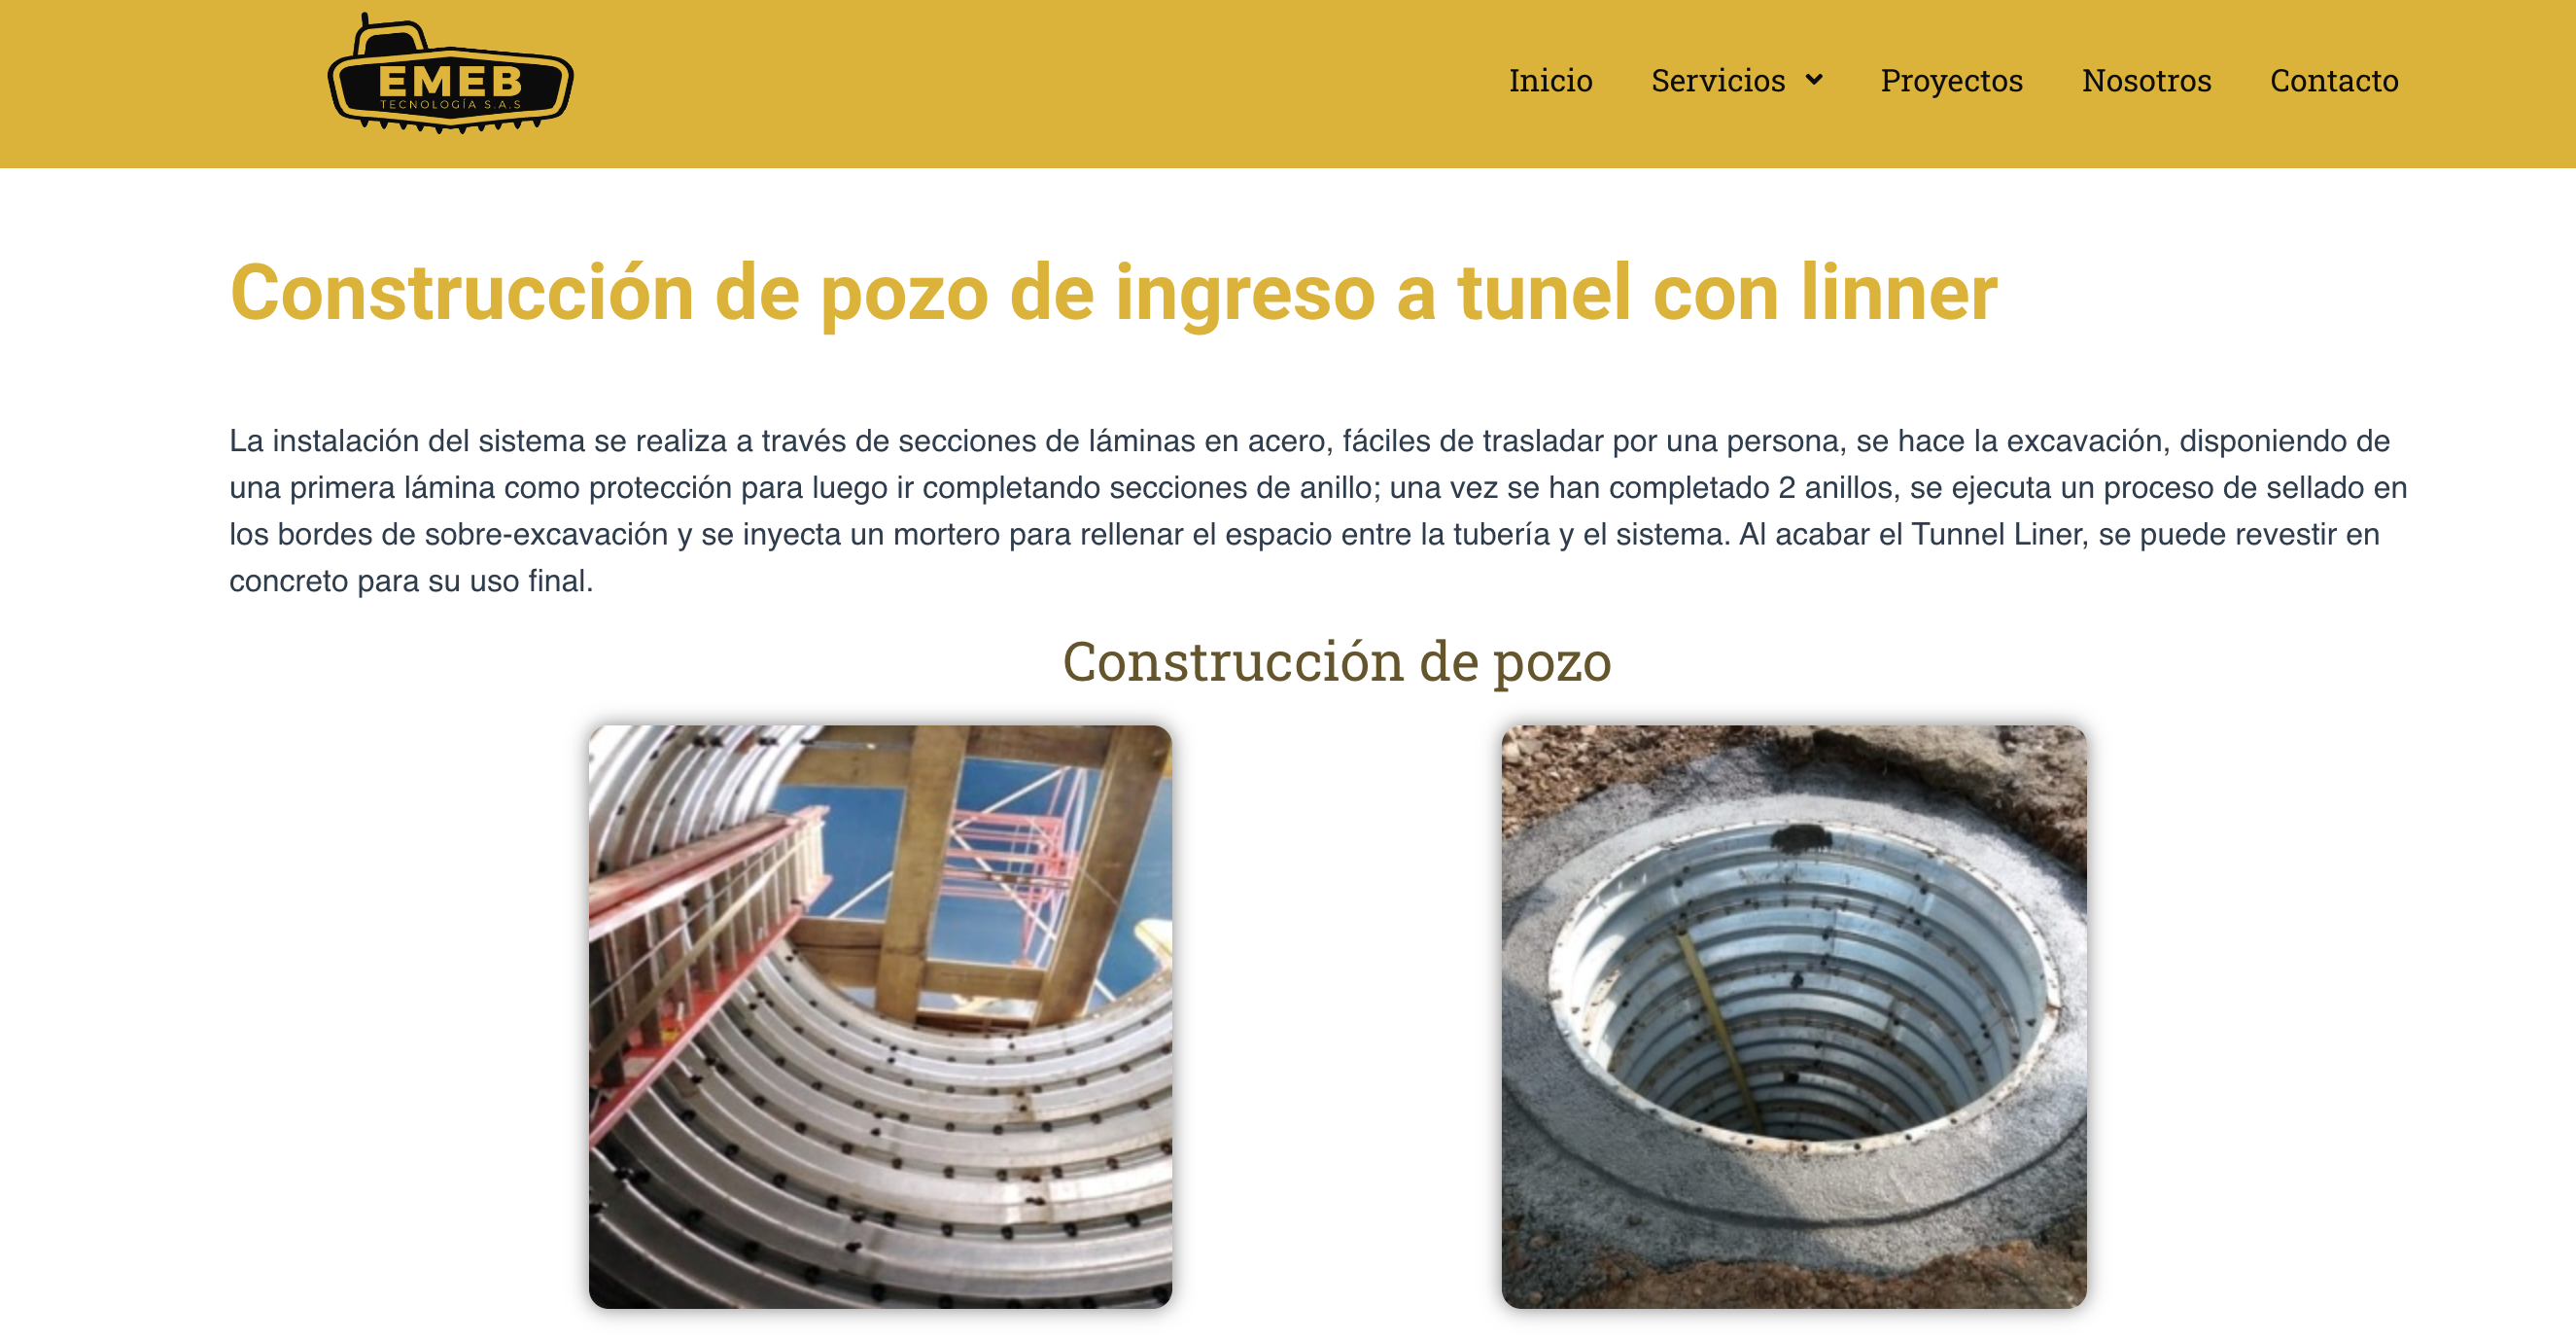 EMEB
TECNOLOGÍA S.A.S
Inicio Servicios Proyectos Nosotros Contacto
Construcción de pozo de ingreso a tunel con linner
La instalación del sistema se realiza a través de secciones de láminas en acero, fáciles de trasladar por una persona, se hace la excavación, disponiendo de
una primera lámina como protección para luego ir completando secciones de anillo; una vez se han completado 2 anillos, se ejecuta un proceso de sellado en
los bordes de sobre-excavación y se inyecta un mortero para rellenar el espacio entre la tubería y el sistema. Al acabar el Tunnel Liner, se puede revestir en
concreto para su uso final.
Construcción de pozo